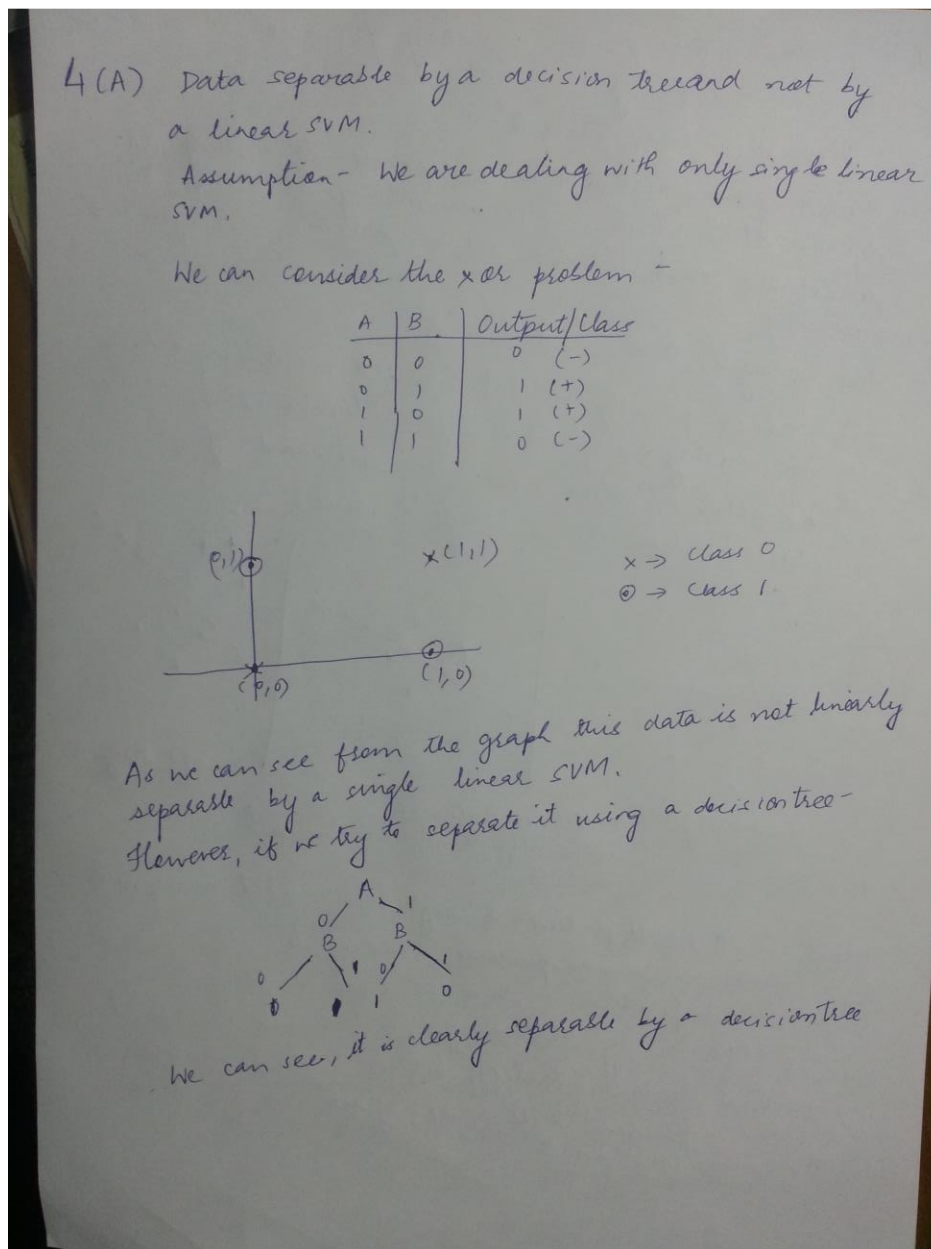 4(A) Data separable by a decision tree and not by
a linear SVM.
Assumption - We are dealing with only single linear
SVM.
We can consider the xor problem -
A | B | Output/Class
0 0 0 (-)
0 1 1 (+)
1 0 1 (+)
1 1 0 (-)
(0,1)
x(1,1)
x → Class 0
⊙ → Class 1
(0,0)
(1,0)
As we can see from the graph this data is not linearly
separable by a single linear SVM.
However, if we try to separate it using a decision tree -
A
0 1
B B
0 1 0 1
0 1 0
We can see, it is clearly separable by a decision tree